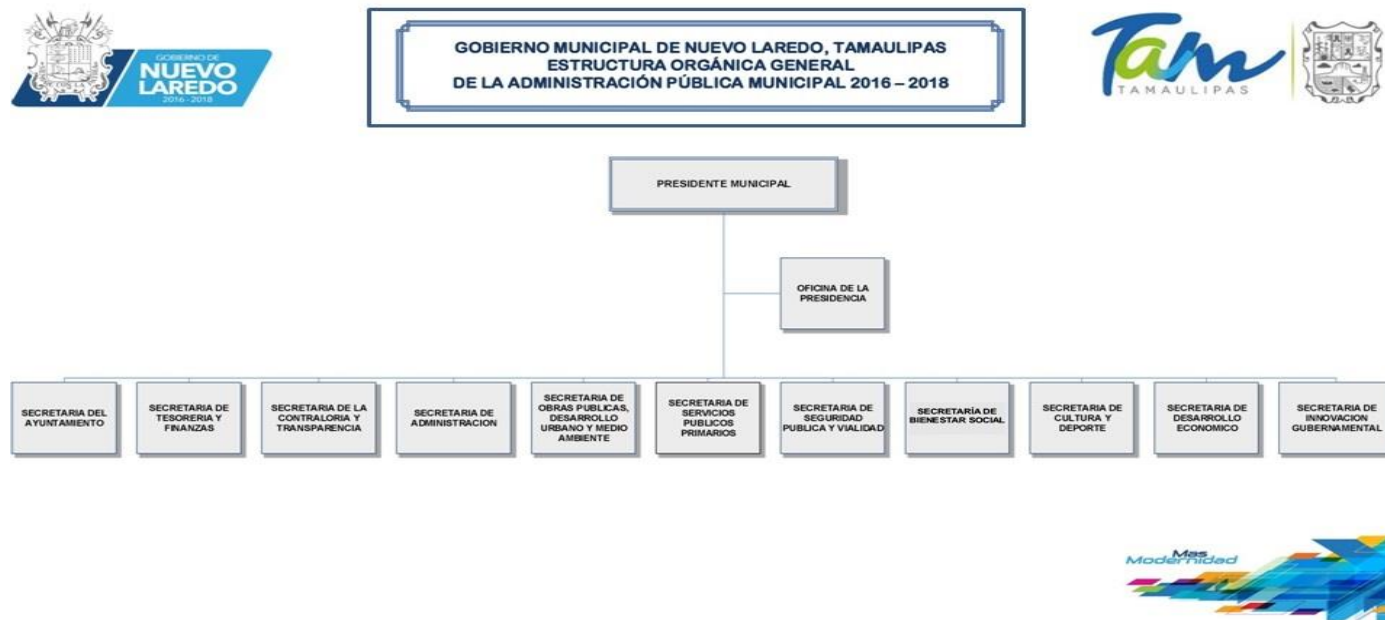 GOBIERNO DE
NUEVO
LAREDO
2016 - 2018
GOBIERNO MUNICIPAL DE NUEVO LAREDO, TAMAULIPAS
ESTRUCTURA ORGÁNICA GENERAL
DE LA ADMINISTRACIÓN PÚBLICA MUNICIPAL 2016 – 2018
Tam
TAMAULIPAS
PRESIDENTE MUNICIPAL
OFICINA DE LA
PRESIDENCIA
SECRETARIA DEL
AYUNTAMIENTO
SECRETARIA DE
TESORERIA Y
FINANZAS
SECRETARIA DE LA
CONTRALORIA Y
TRANSPARENCIA
SECRETARIA DE
ADMINISTRACION
SECRETARIA DE
OBRAS PUBLICAS,
DESARROLLO
URBANO Y MEDIO
AMBIENTE
SECRETARIA DE
SERVICIOS
PUBLICOS
PRIMARIOS
SECRETARIA DE
SEGURIDAD
PUBLICA Y VIALIDAD
SECRETARÍA DE
BIENESTAR SOCIAL
SECRETARIA DE
CULTURA Y
DEPORTE
SECRETARIA DE
DESARROLLO
ECONOMICO
SECRETARIA DE
INNOVACION
GUBERNAMENTAL
Mas
Modernidad